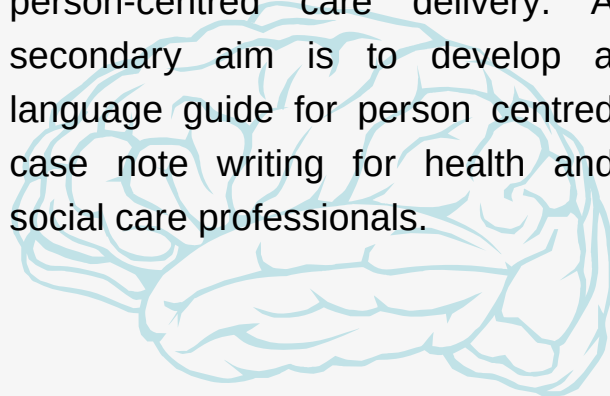 person-centred care delivery. A
secondary aim is to develop a
language guide for person centred
case note writing for health and
social care professionals.